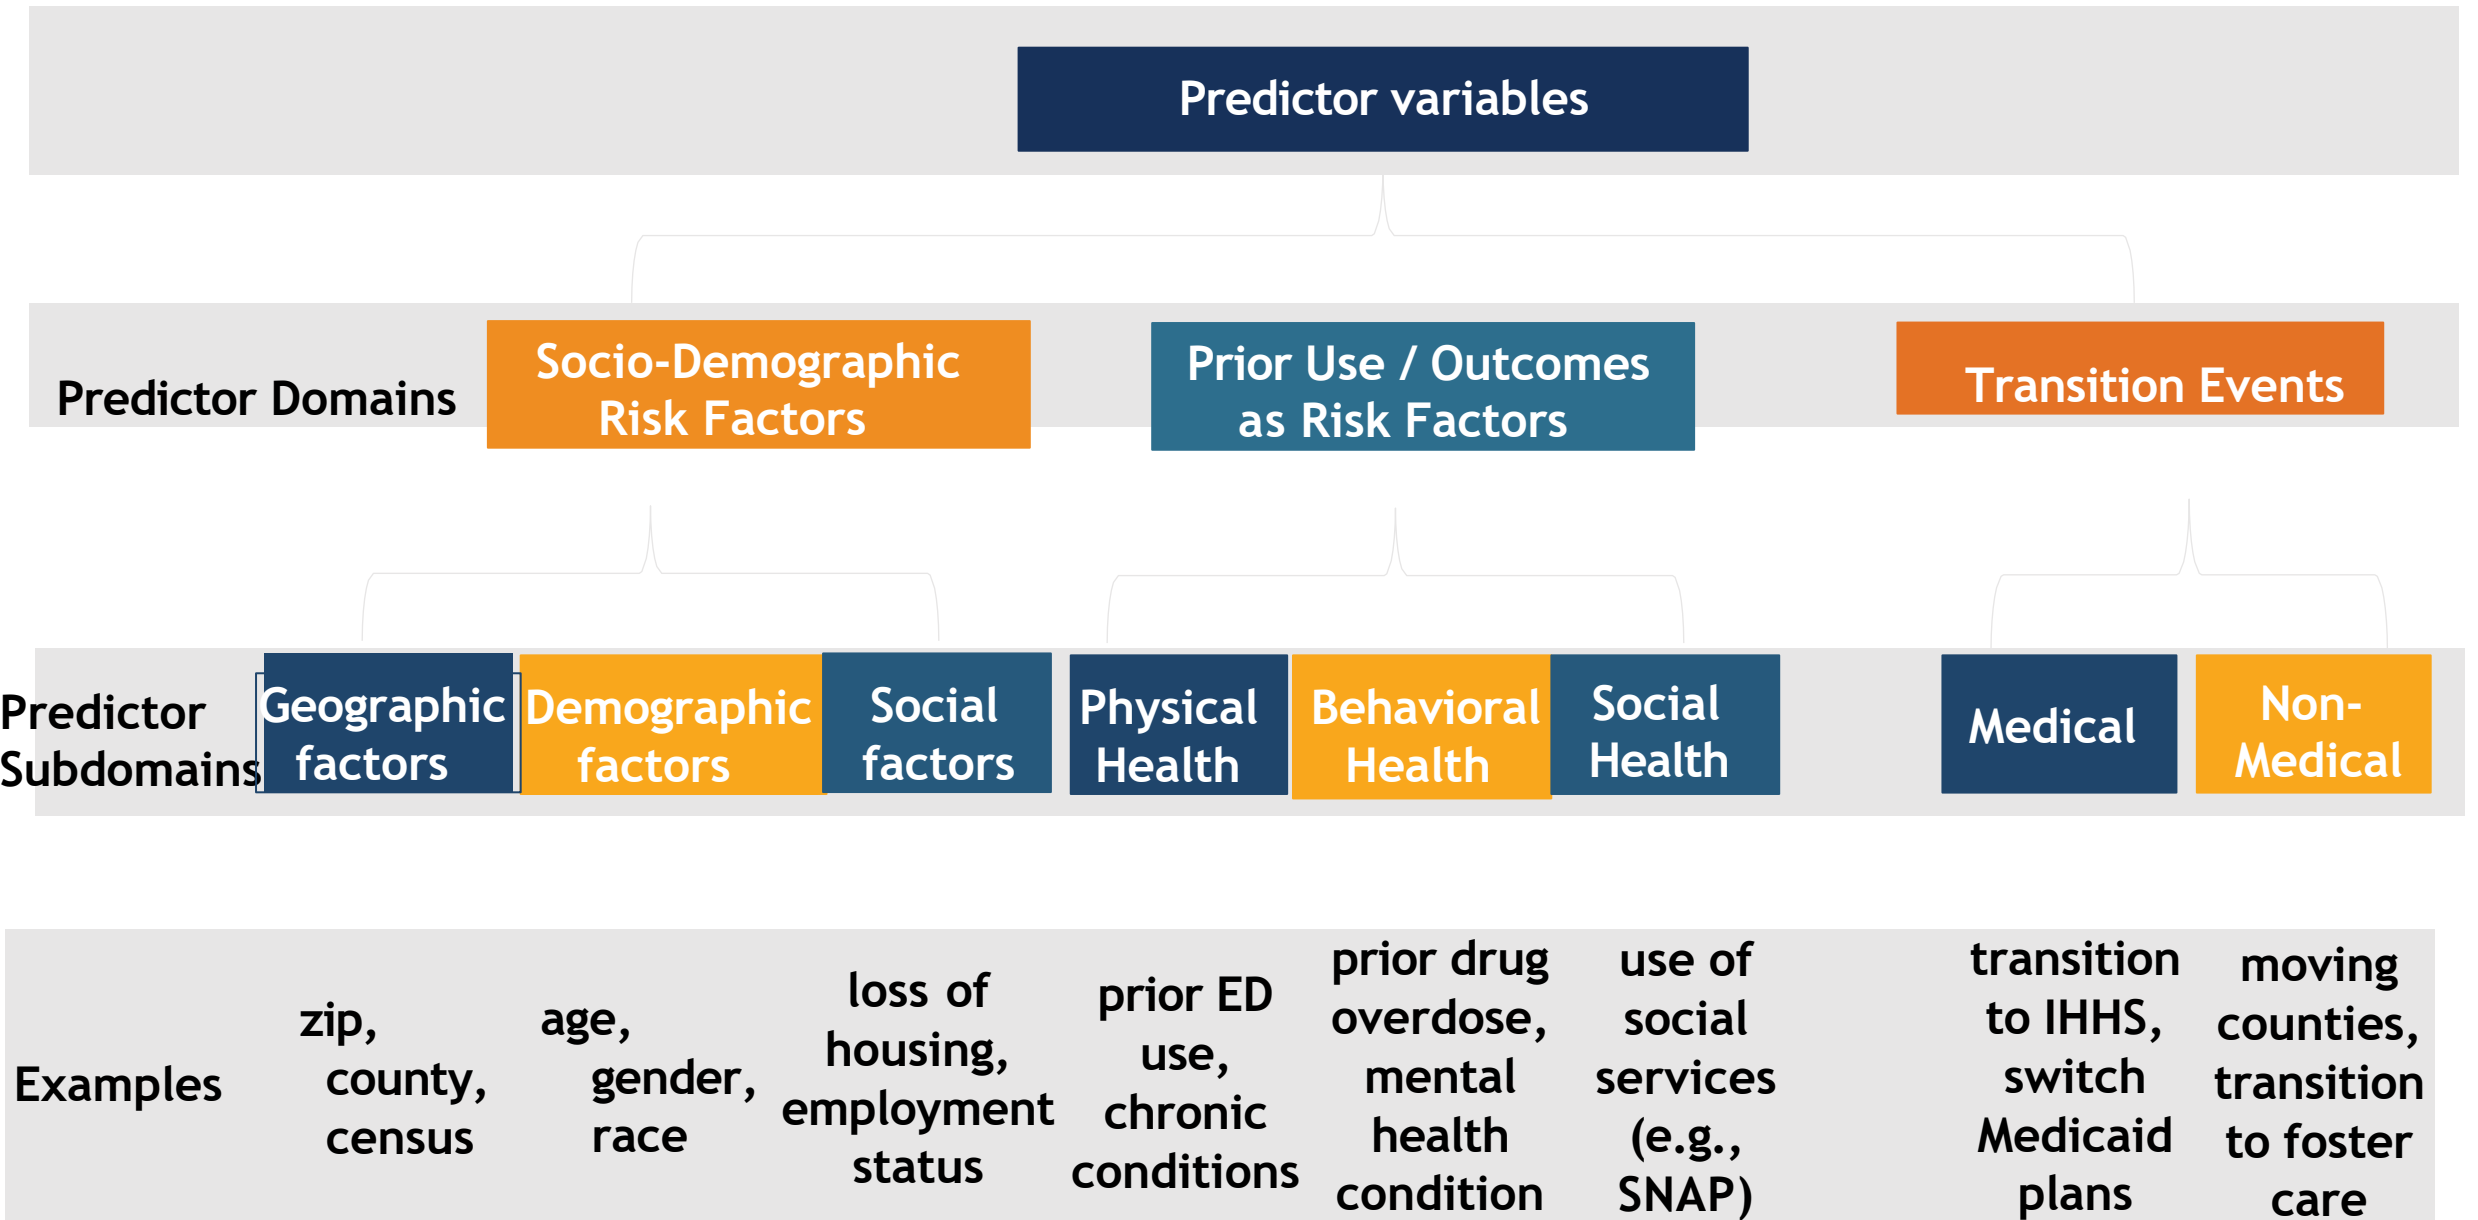 Predictor variables
Predictor Domains
Socio-Demographic
Risk Factors
Prior Use / Outcomes
as Risk Factors
Transition Events
Predictor
Subdomains
Geographic
factors
Demographic
factors
Social
factors
Physical
Health
Behavioral
Health
Social
Health
Medical
Non-
Medical
Examples
zip,
county,
census
age,
gender,
race
loss of
housing,
employment
status
prior ED
use,
chronic
conditions
prior drug
overdose,
mental
health
condition
use of
social
services
(e.g.,
SNAP)
transition
to IHHS,
switch
Medicaid
plans
moving
counties,
transition
to foster
care